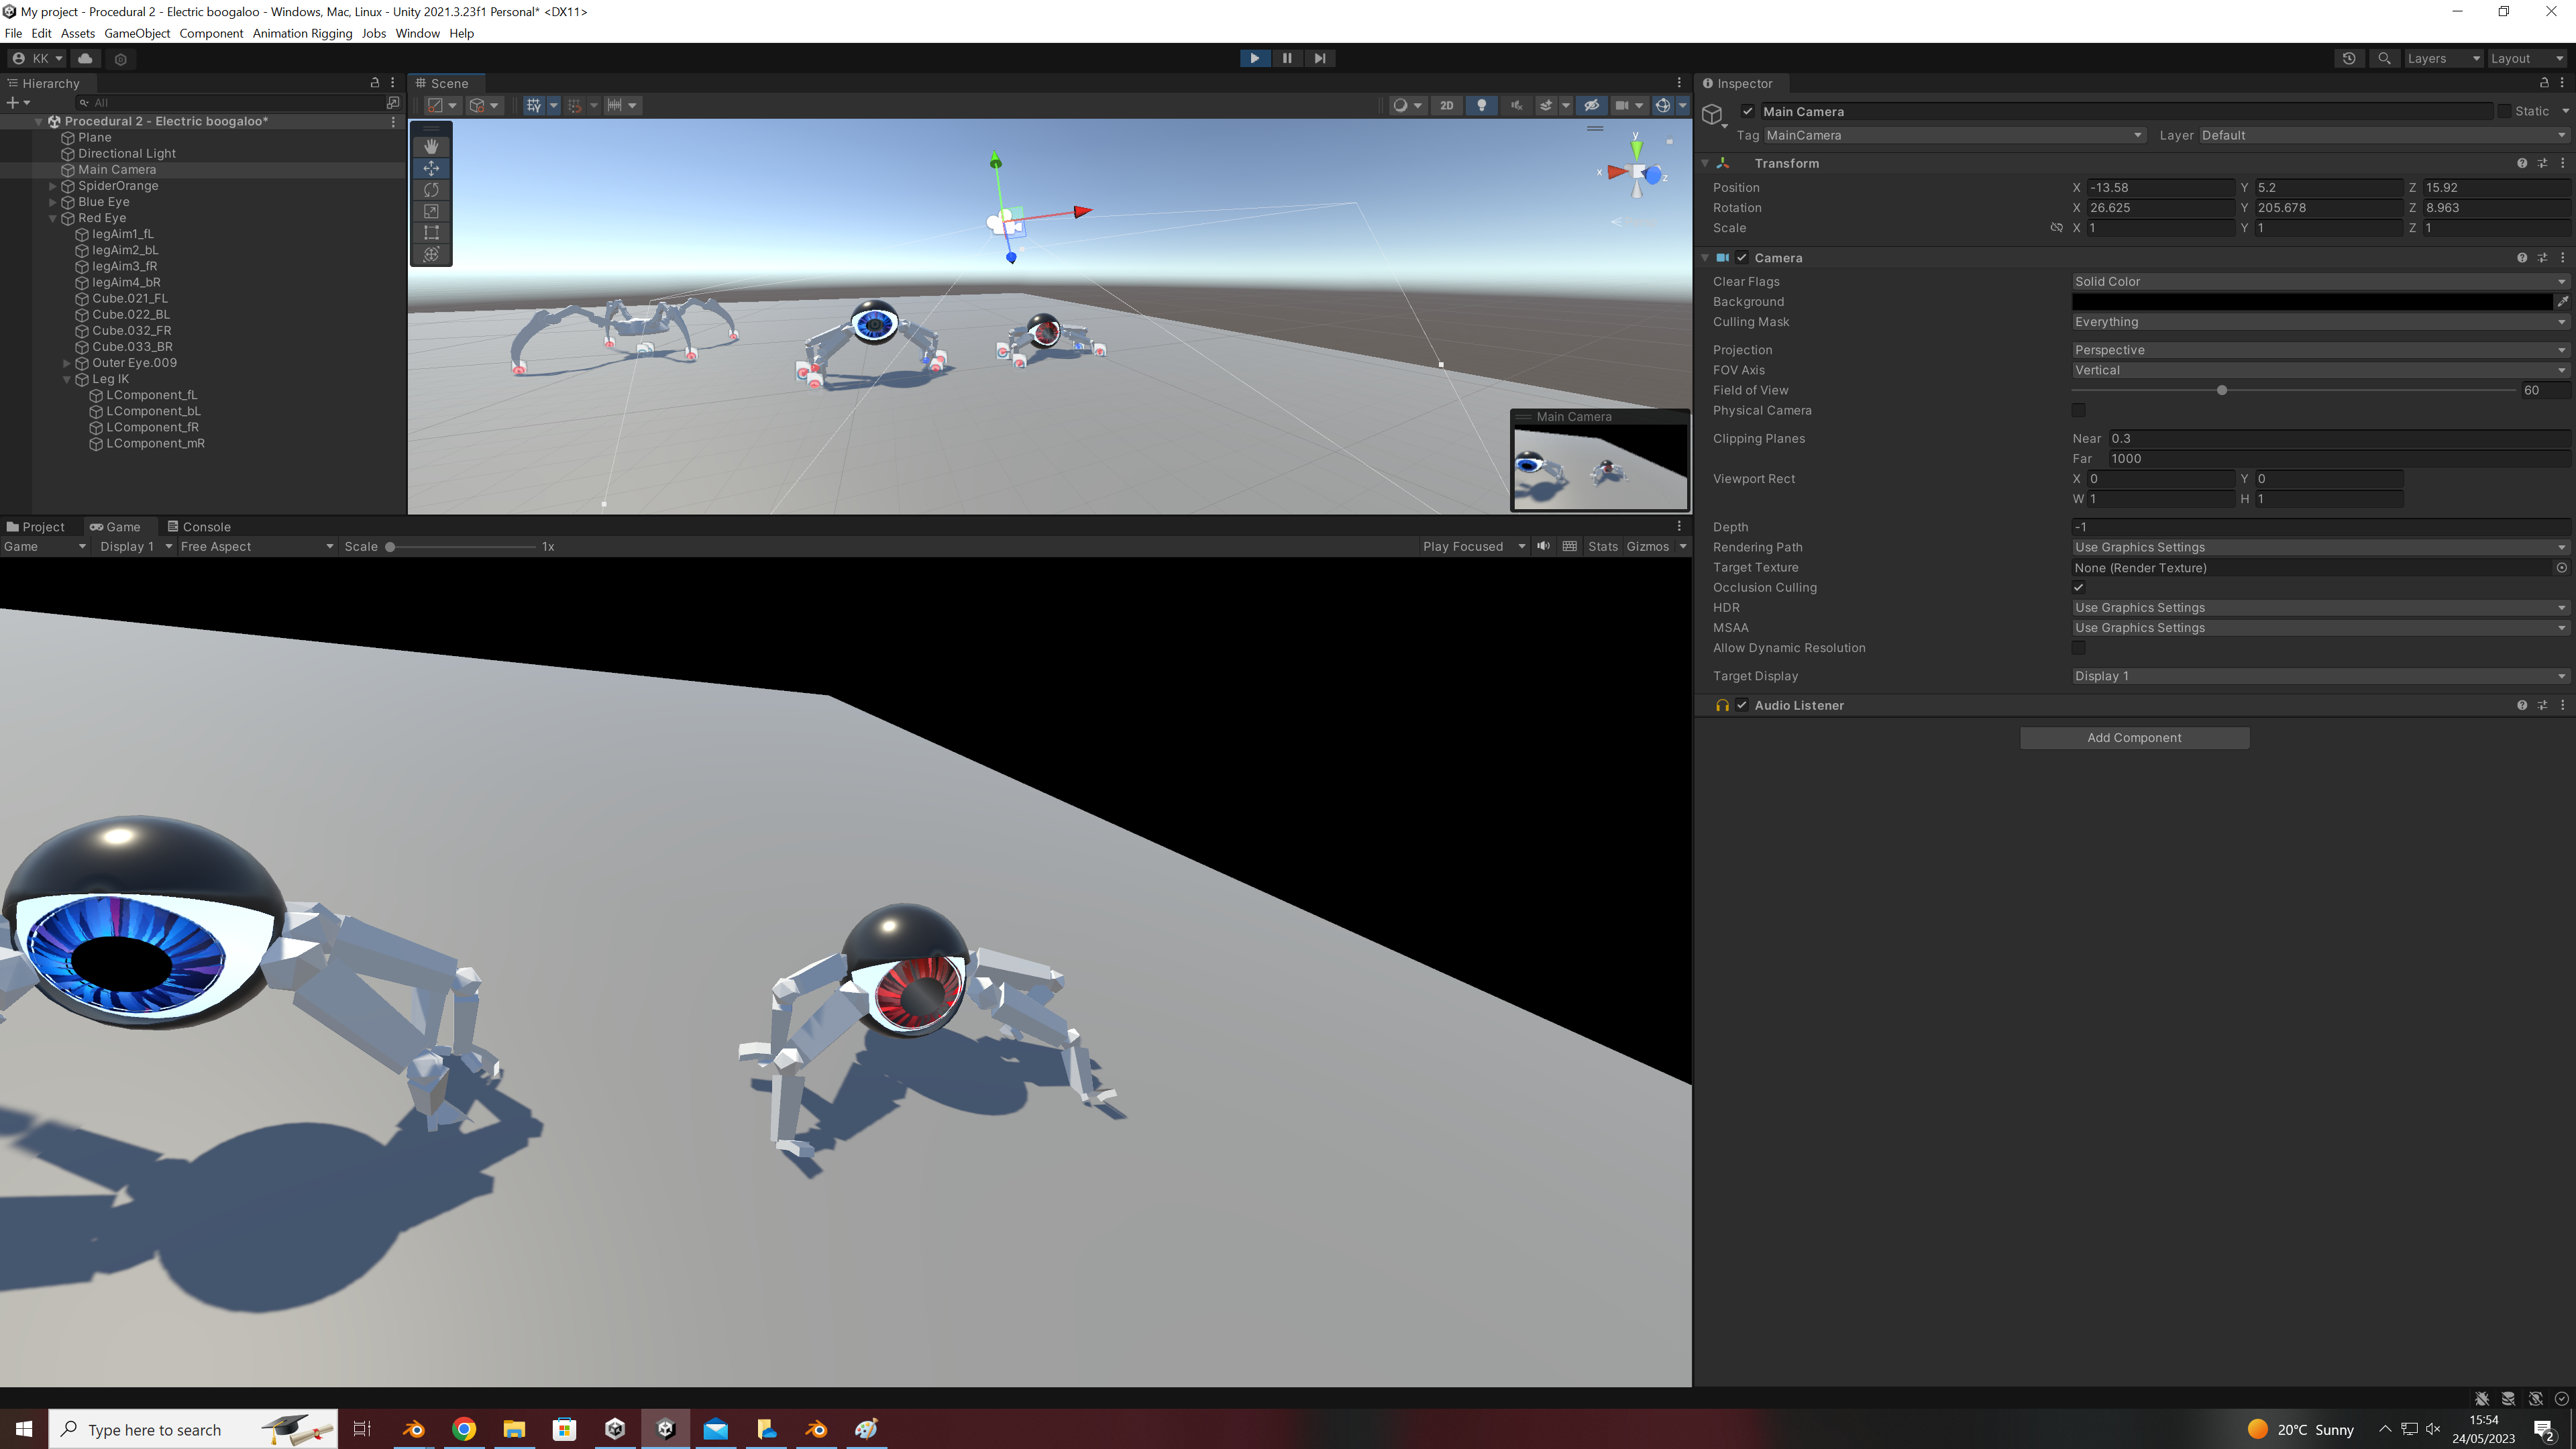 My project - Procedural 2 - Electric boogaloo - Windows, Mac, Linux - Unity 2021.3.23f1 Personal* <DX11>
File Edit Assets GameObject Component Animation Rigging Jobs Window Help
KK
Layers Layout
Hierarchy
All
Procedural 2 - Electric boogaloo*
Plane
Directional Light
Main Camera
SpiderOrange
Blue Eye
Red Eye
legAim1_fL
legAim2_bL
legAim3_fR
legAim4_bR
Cube.021_FL
Cube.022_BL
Cube.032_FR
Cube.033_BR
Outer Eye.009
Leg IK
LComponent_fL
LComponent_bL
LComponent_fR
LComponent_mR
Scene
2D
y
x z
Main Camera
Project Game Console
Game Display 1 Free Aspect Scale 1x Play Focused Stats Gizmos
Inspector
Main Camera Static
Tag MainCamera Layer Default
Transform
Position X -13.58 Y 5.2 Z 15.92
Rotation X 26.625 Y 205.678 Z 8.963
Scale X 1 Y 1 Z 1
Camera
Clear Flags Solid Color
Background
Culling Mask Everything
Projection Perspective
FOV Axis Vertical
Field of View 60
Physical Camera
Clipping Planes Near 0.3
Far 1000
Viewport Rect X 0 Y 0
W 1 H 1
Depth -1
Rendering Path Use Graphics Settings
Target Texture None (Render Texture)
Occlusion Culling
HDR Use Graphics Settings
MSAA Use Graphics Settings
Allow Dynamic Resolution
Target Display Display 1
Audio Listener
Add Component
Type here to search
20°C Sunny
15:54
24/05/2023
2